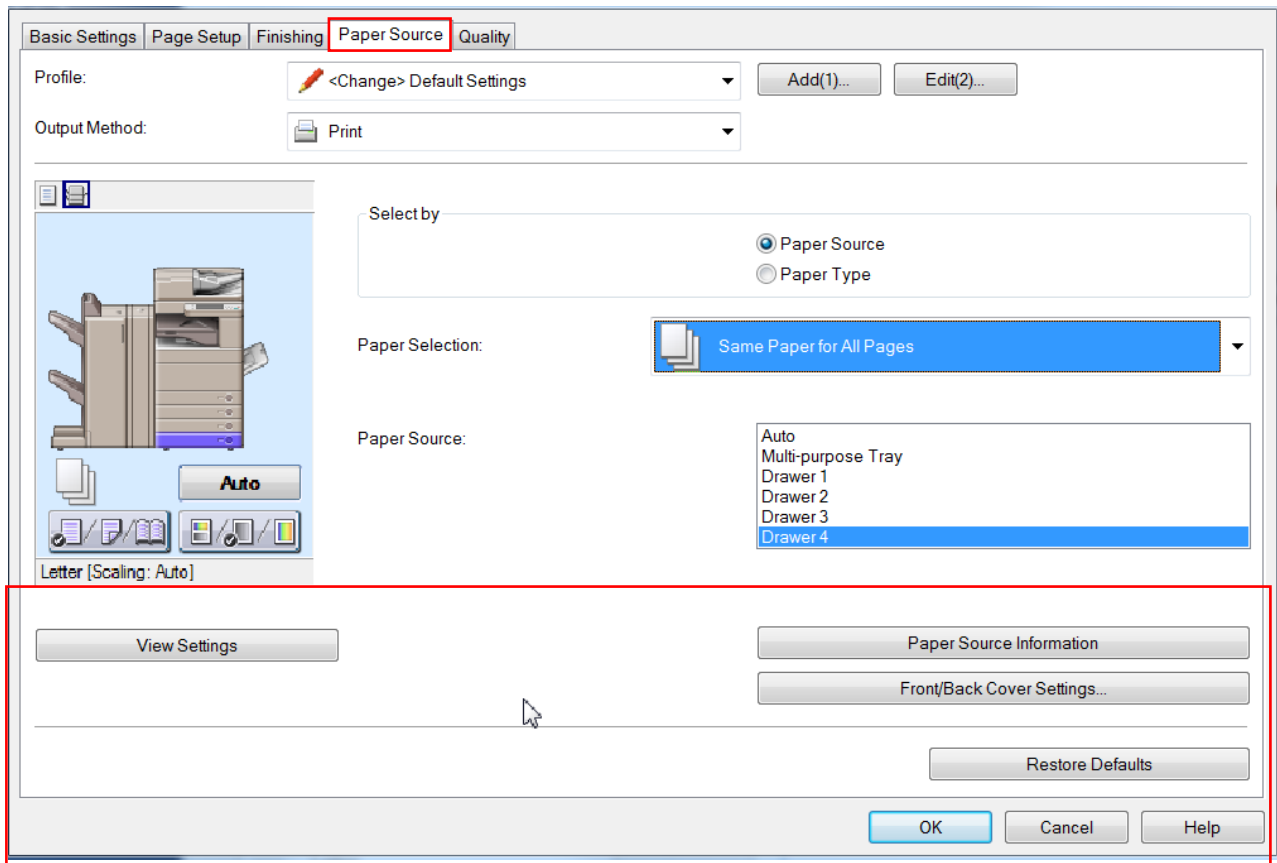 Basic Settings Page Setup Finishing Paper Source Quality
Profile: <Change> Default Settings Add(1)... Edit(2)...
Output Method: Print
Select by
Paper Source
Paper Type
Paper Selection: Same Paper for All Pages
Paper Source:
Auto
Multi-purpose Tray
Drawer 1
Drawer 2
Drawer 3
Drawer 4
Auto
Letter [Scaling: Auto]
View Settings Paper Source Information
Front/Back Cover Settings...
Restore Defaults
OK Cancel Help